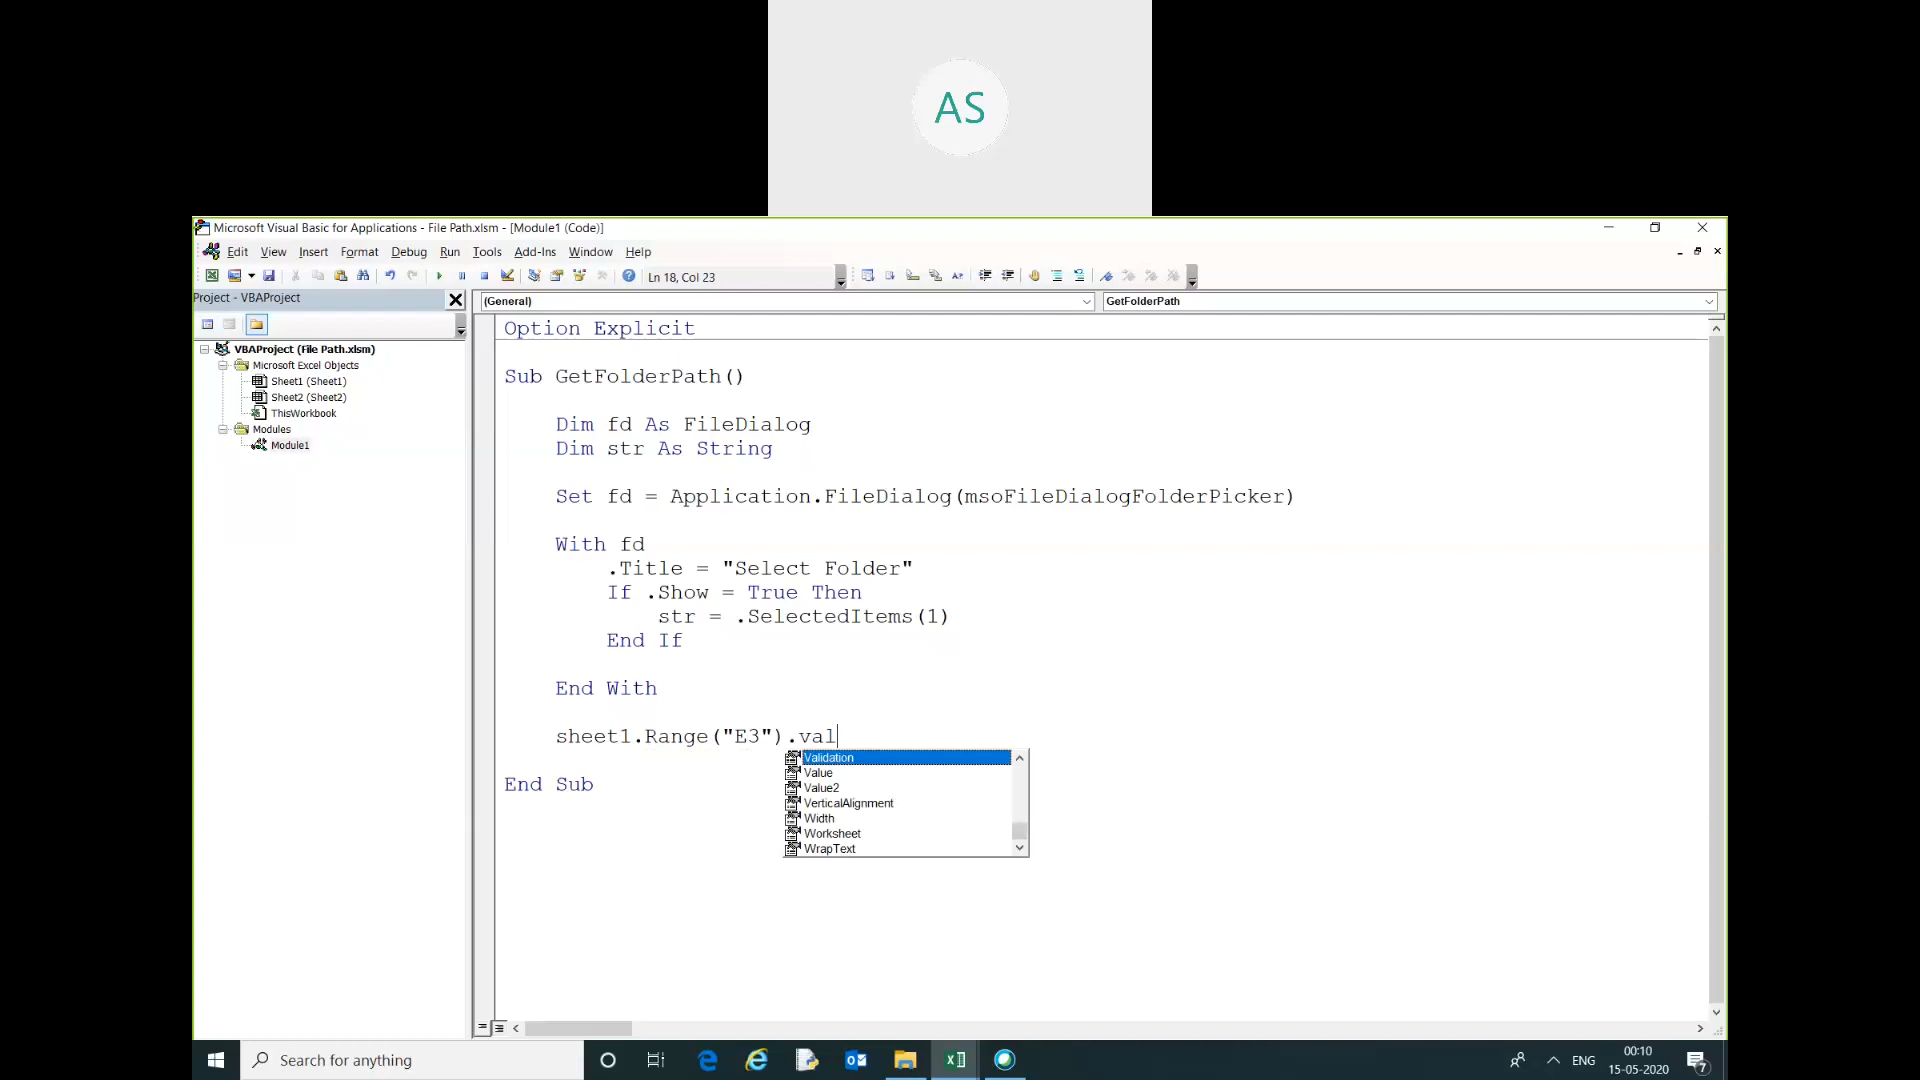 AS
Microsoft Visual Basic for Applications - File Path.xlsm - [Module1 (Code)]
Edit View Insert Format Debug Run Tools Add-Ins Window Help
Ln 18, Col 23
Project - VBAProject
(General)
GetFolderPath
VBAProject (File Path.xlsm)
Microsoft Excel Objects
Sheet1 (Sheet1)
Sheet2 (Sheet2)
ThisWorkbook
Modules
Module1
Option Explicit
Sub GetFolderPath()
Dim fd As FileDialog
Dim str As String
Set fd = Application.FileDialog(msoFileDialogFolderPicker)
With fd
.Title = "Select Folder"
If .Show = True Then
str = .SelectedItems(1)
End If
End With
sheet1.Range("E3").val
Validation
Value
Value2
VerticalAlignment
Width
Worksheet
WrapText
End Sub
Search for anything
ENG
00:10
15-05-2020
7